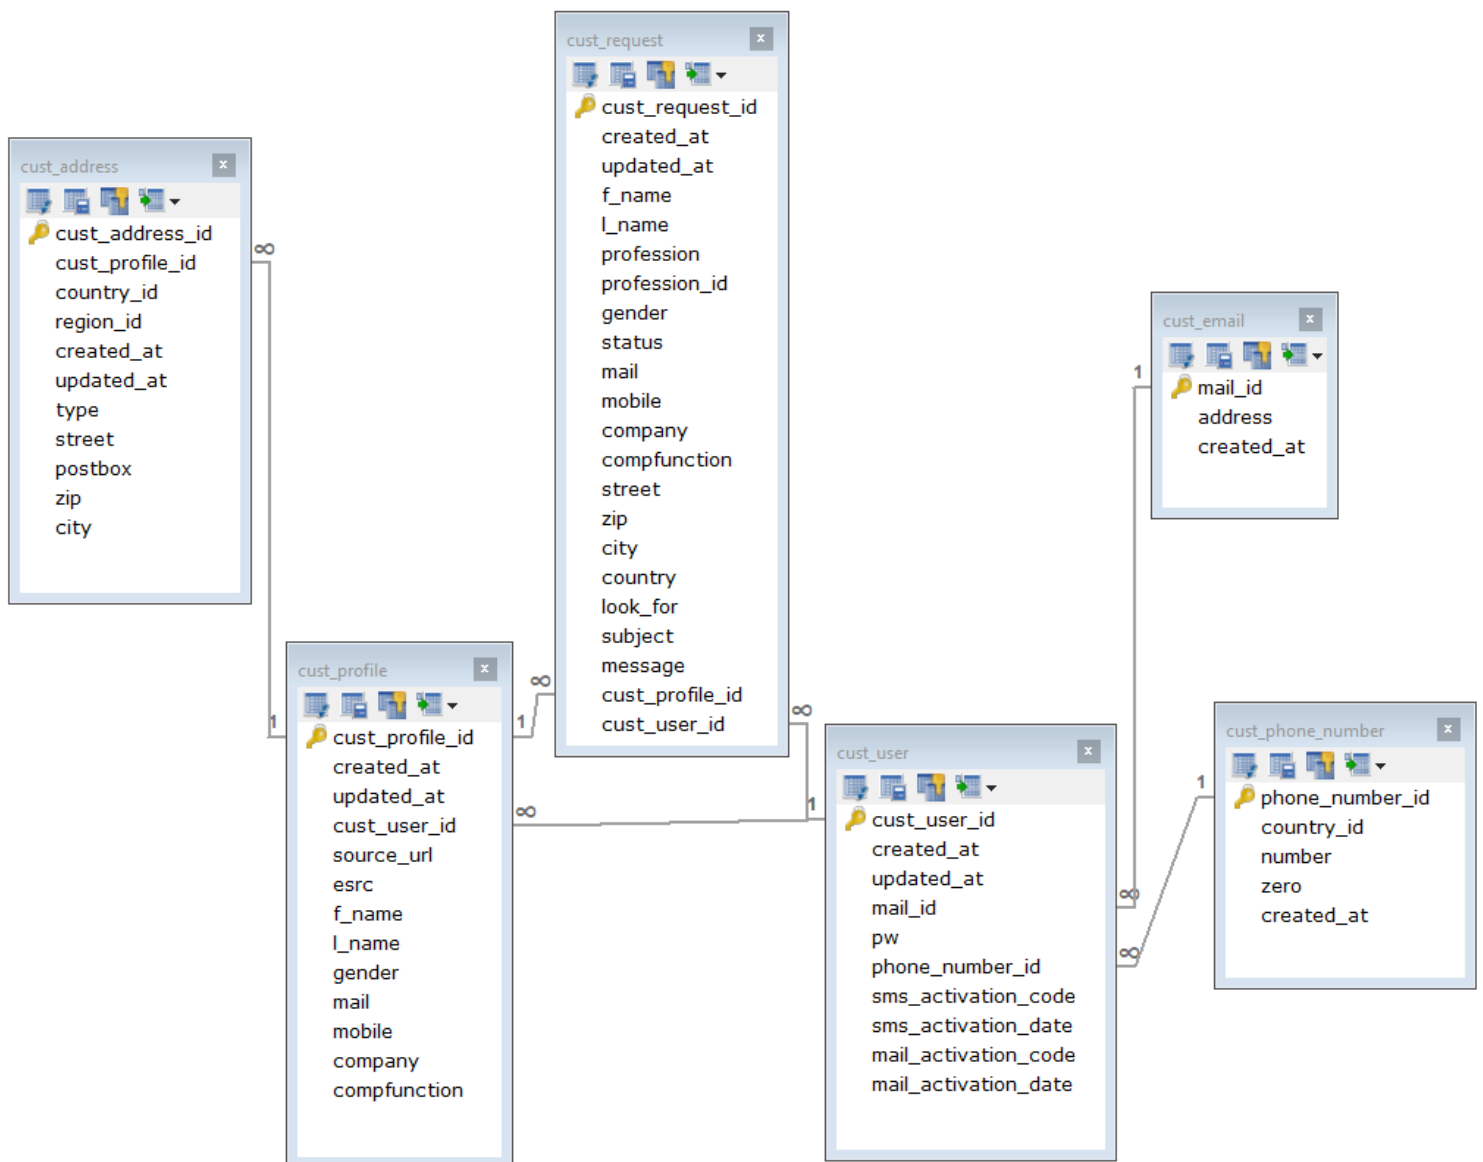 cust_request
x
cust_request_id
created_at
updated_at
f_name
l_name
profession
profession_id
gender
status
mail
mobile
company
compfunction
street
zip
city
country
look_for
subject
message
cust_profile_id
cust_user_id
cust_address
x
cust_address_id
cust_profile_id
country_id
region_id
created_at
updated_at
type
street
postbox
zip
city
∞
1
cust_email
x
mail_id
address
created_at
1
cust_profile
x
cust_profile_id
created_at
updated_at
cust_user_id
source_url
esrc
f_name
l_name
gender
mail
mobile
company
compfunction
∞
1
∞
∞
1
cust_user
x
cust_user_id
created_at
updated_at
mail_id
pw
phone_number_id
sms_activation_code
sms_activation_date
mail_activation_code
mail_activation_date
∞
∞
1
cust_phone_number
x
phone_number_id
country_id
number
zero
created_at